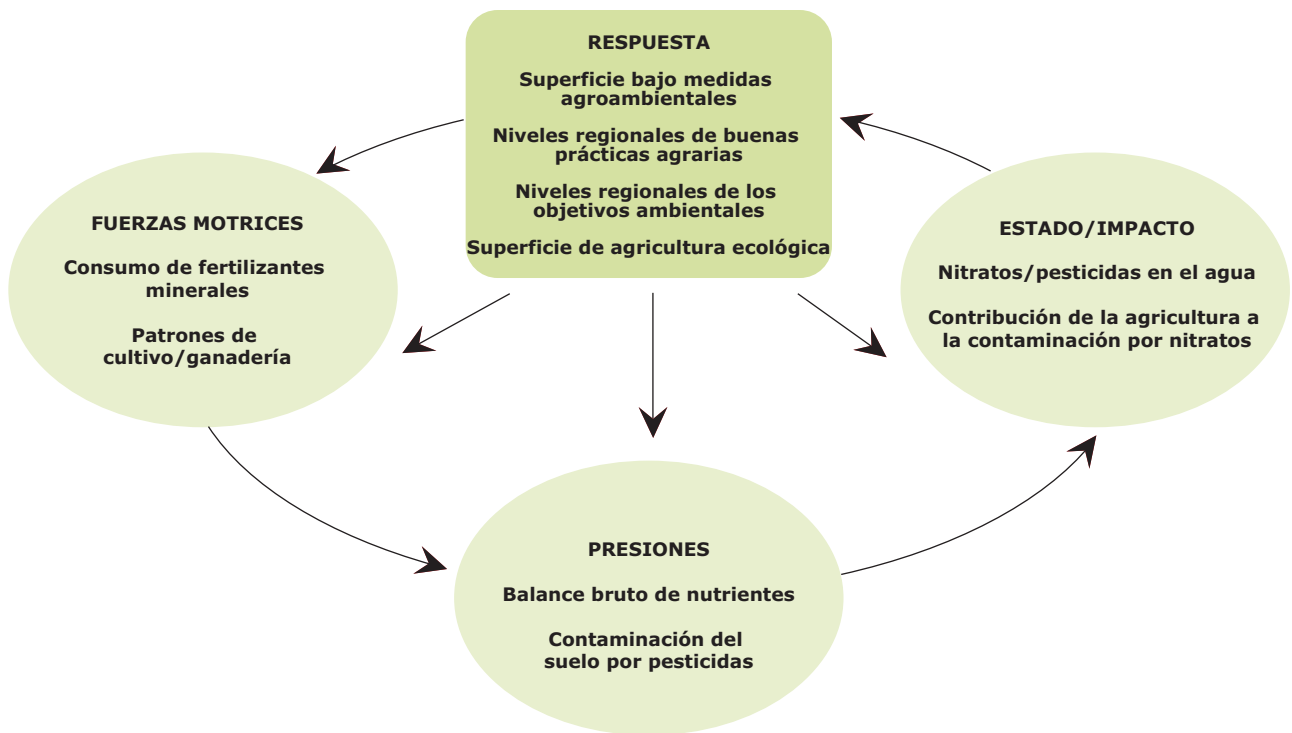 RESPUESTA
Superficie bajo medidas
agroambientales
Niveles regionales de buenas
prácticas agrarias
Niveles regionales de los
objetivos ambientales
Superficie de agricultura ecológica
FUERZAS MOTRICES
Consumo de fertilizantes
minerales
Patrones de
cultivo/ganadería
ESTADO/IMPACTO
Nitratos/pesticidas en el agua
Contribución de la agricultura a
la contaminación por nitratos
PRESIONES
Balance bruto de nutrientes
Contaminación del
suelo por pesticidas